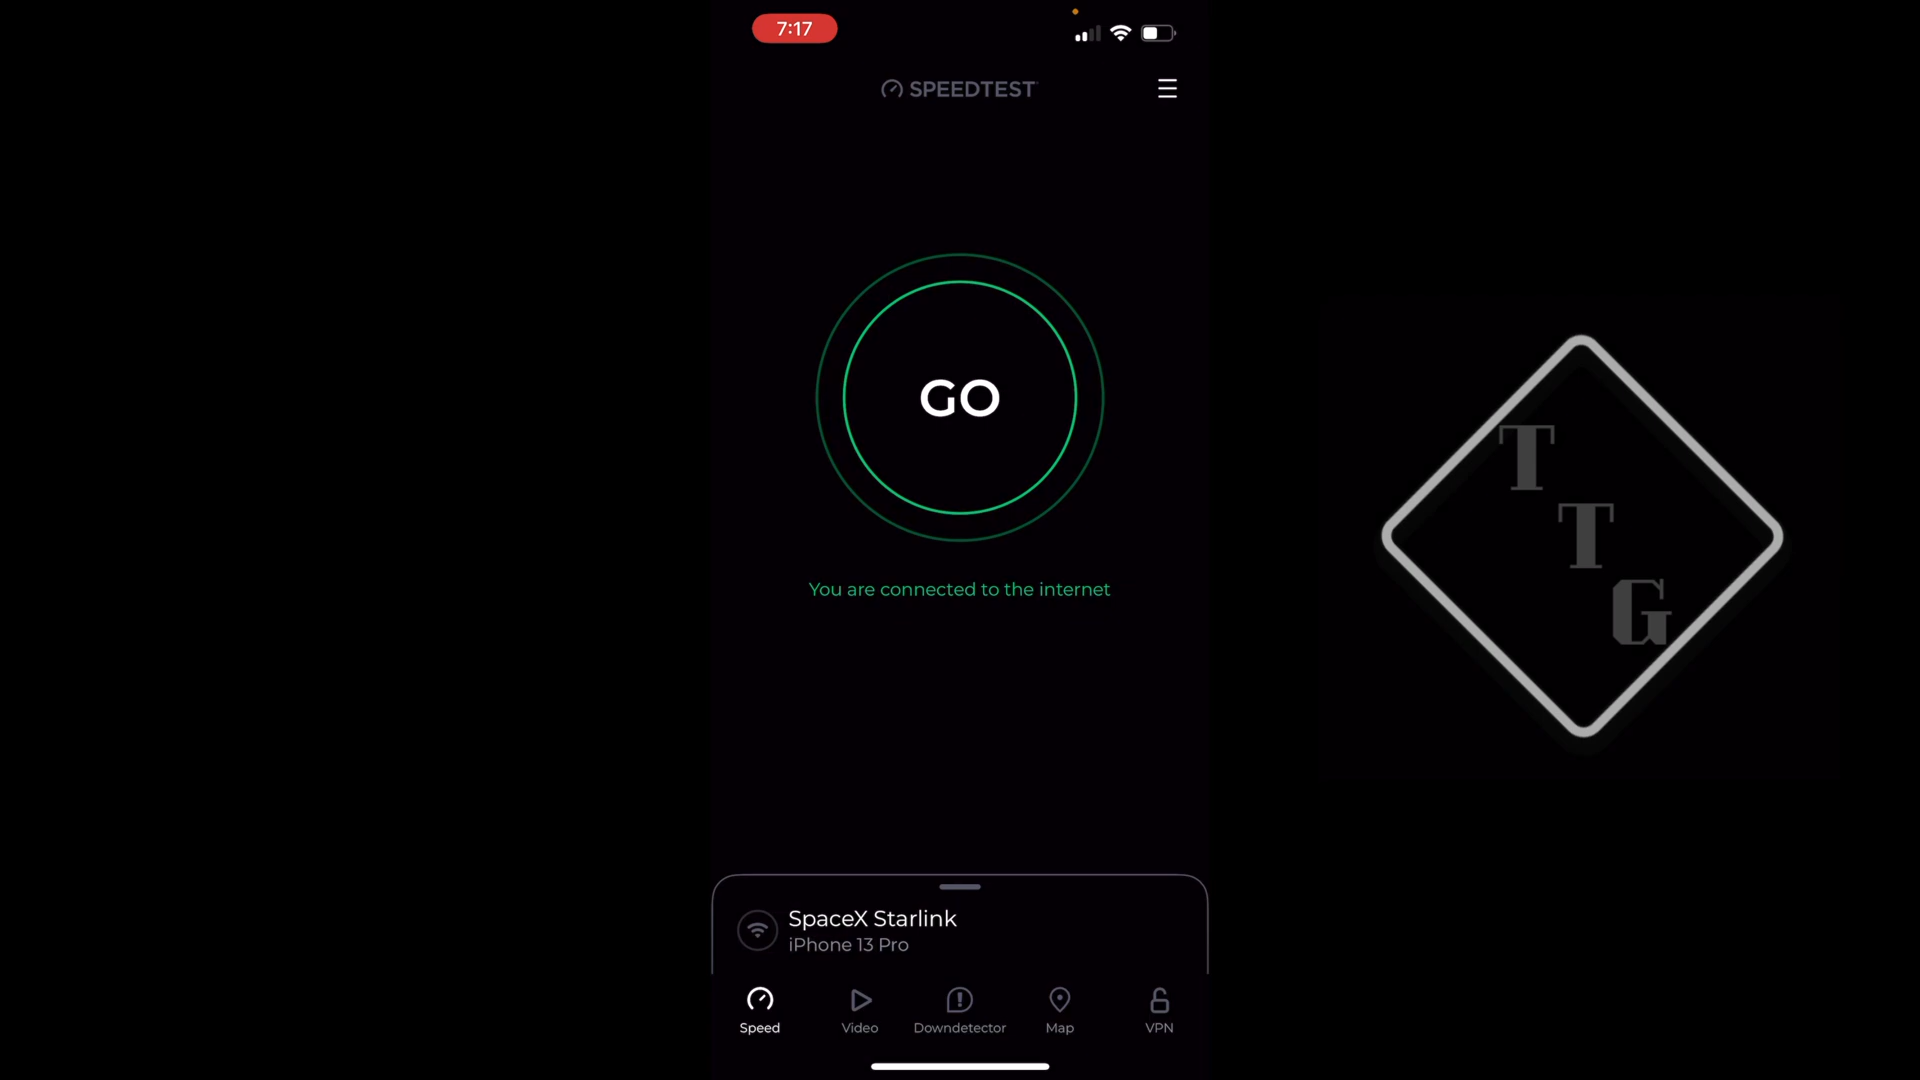 7:17
SPEEDTEST
GO
You are connected to the internet
T
T
G
SpaceX Starlink
iPhone 13 Pro
Speed
Video
Downdetector
Map
VPN